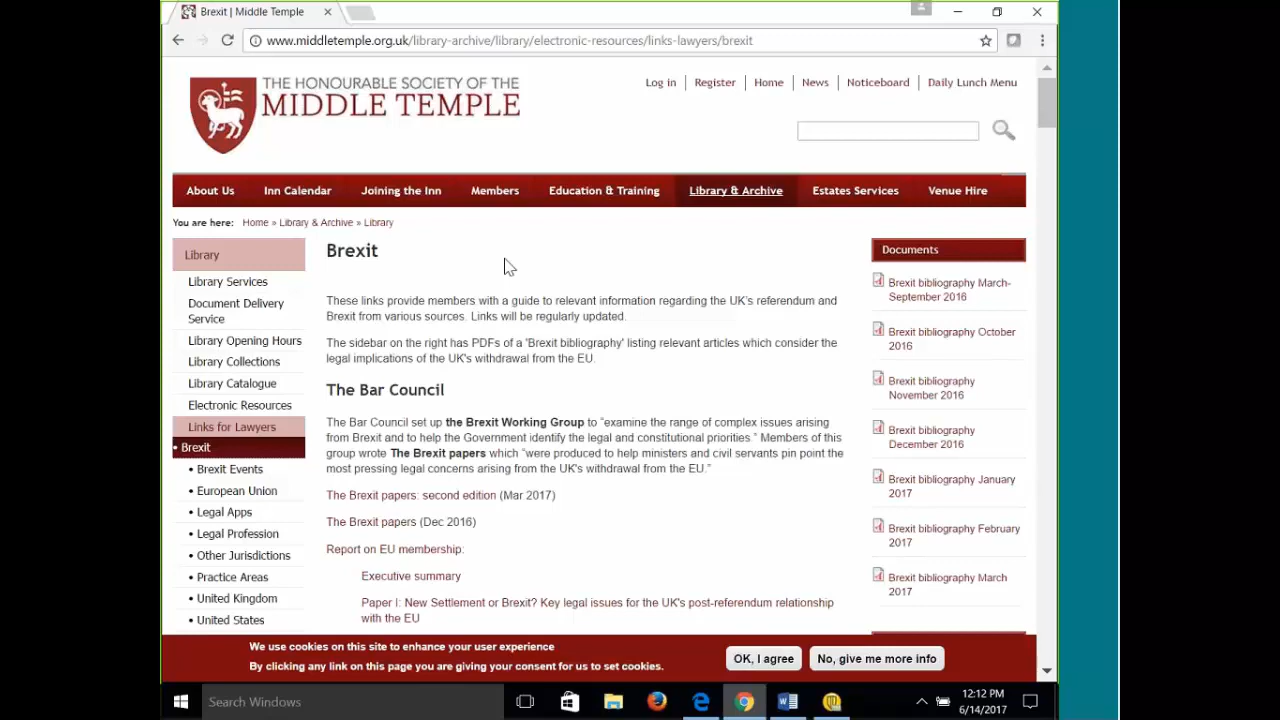 Brexit | Middle Temple
www.middletemple.org.uk/library-archive/library/electronic-resources/links-lawyers/brexit
THE HONOURABLE SOCIETY OF THE
MIDDLE TEMPLE
Log in Register Home News Noticeboard Daily Lunch Menu
About Us Inn Calendar Joining the Inn Members Education & Training Library & Archive Estates Services Venue Hire
You are here: Home » Library & Archive » Library
Library
Library Services
Document Delivery
Service
Library Opening Hours
Library Collections
Library Catalogue
Electronic Resources
Links for Lawyers
• Brexit
• Brexit Events
• European Union
• Legal Apps
• Legal Profession
• Other Jurisdictions
• Practice Areas
• United Kingdom
• United States
Brexit
These links provide members with a guide to relevant information regarding the UK's referendum and
Brexit from various sources. Links will be regularly updated.
The sidebar on the right has PDFs of a 'Brexit bibliography' listing relevant articles which consider the
legal implications of the UK's withdrawal from the EU.
The Bar Council
The Bar Council set up the Brexit Working Group to “examine the range of complex issues arising
from Brexit and to help the Government identify the legal and constitutional priorities.” Members of this
group wrote The Brexit papers which “were produced to help ministers and civil servants pin point the
most pressing legal concerns arising from the UK's withdrawal from the EU.”
The Brexit papers: second edition (Mar 2017)
The Brexit papers (Dec 2016)
Report on EU membership:
Executive summary
Paper I: New Settlement or Brexit? Key legal issues for the UK's post-referendum relationship
with the EU
Documents
Brexit bibliography March-
September 2016
Brexit bibliography October
2016
Brexit bibliography
November 2016
Brexit bibliography
December 2016
Brexit bibliography January
2017
Brexit bibliography February
2017
Brexit bibliography March
2017
We use cookies on this site to enhance your user experience
By clicking any link on this page you are giving your consent for us to set cookies.
OK, I agree
No, give me more info
Search Windows
12:12 PM
6/14/2017